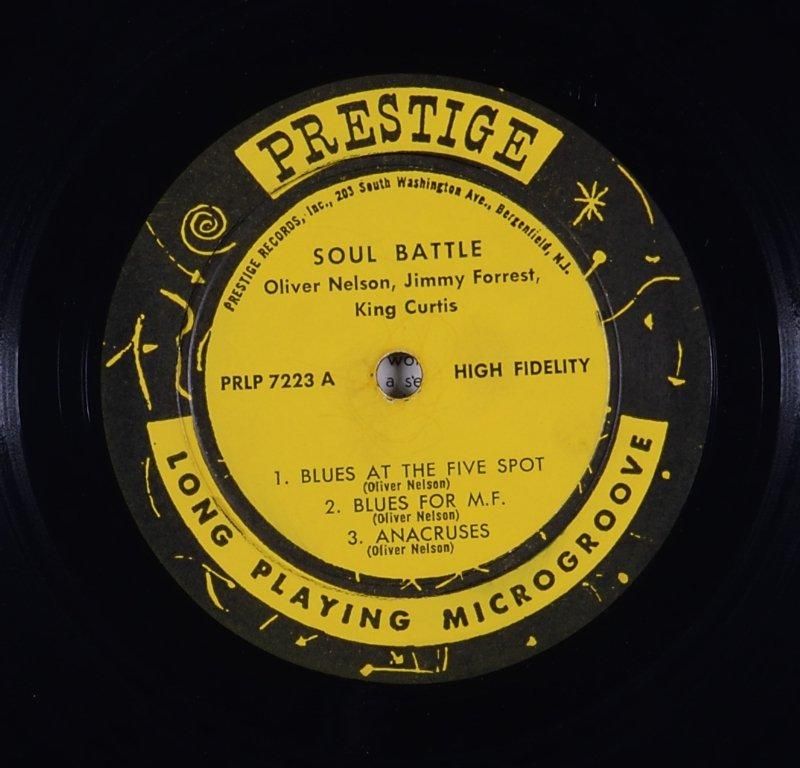 PRESTIGE
PRESTIGE RECORDS, Inc., 203 South Washington Ave., Bergenfield, N.J.
SOUL BATTLE
Oliver Nelson, Jimmy Forrest,
King Curtis
PRLP 7223 A
HIGH FIDELITY
1. BLUES AT THE FIVE SPOT
(Oliver Nelson)
2. BLUES FOR M.F.
(Oliver Nelson)
3. ANACRUSES
(Oliver Nelson)
LONG PLAYING MICROGROOVE